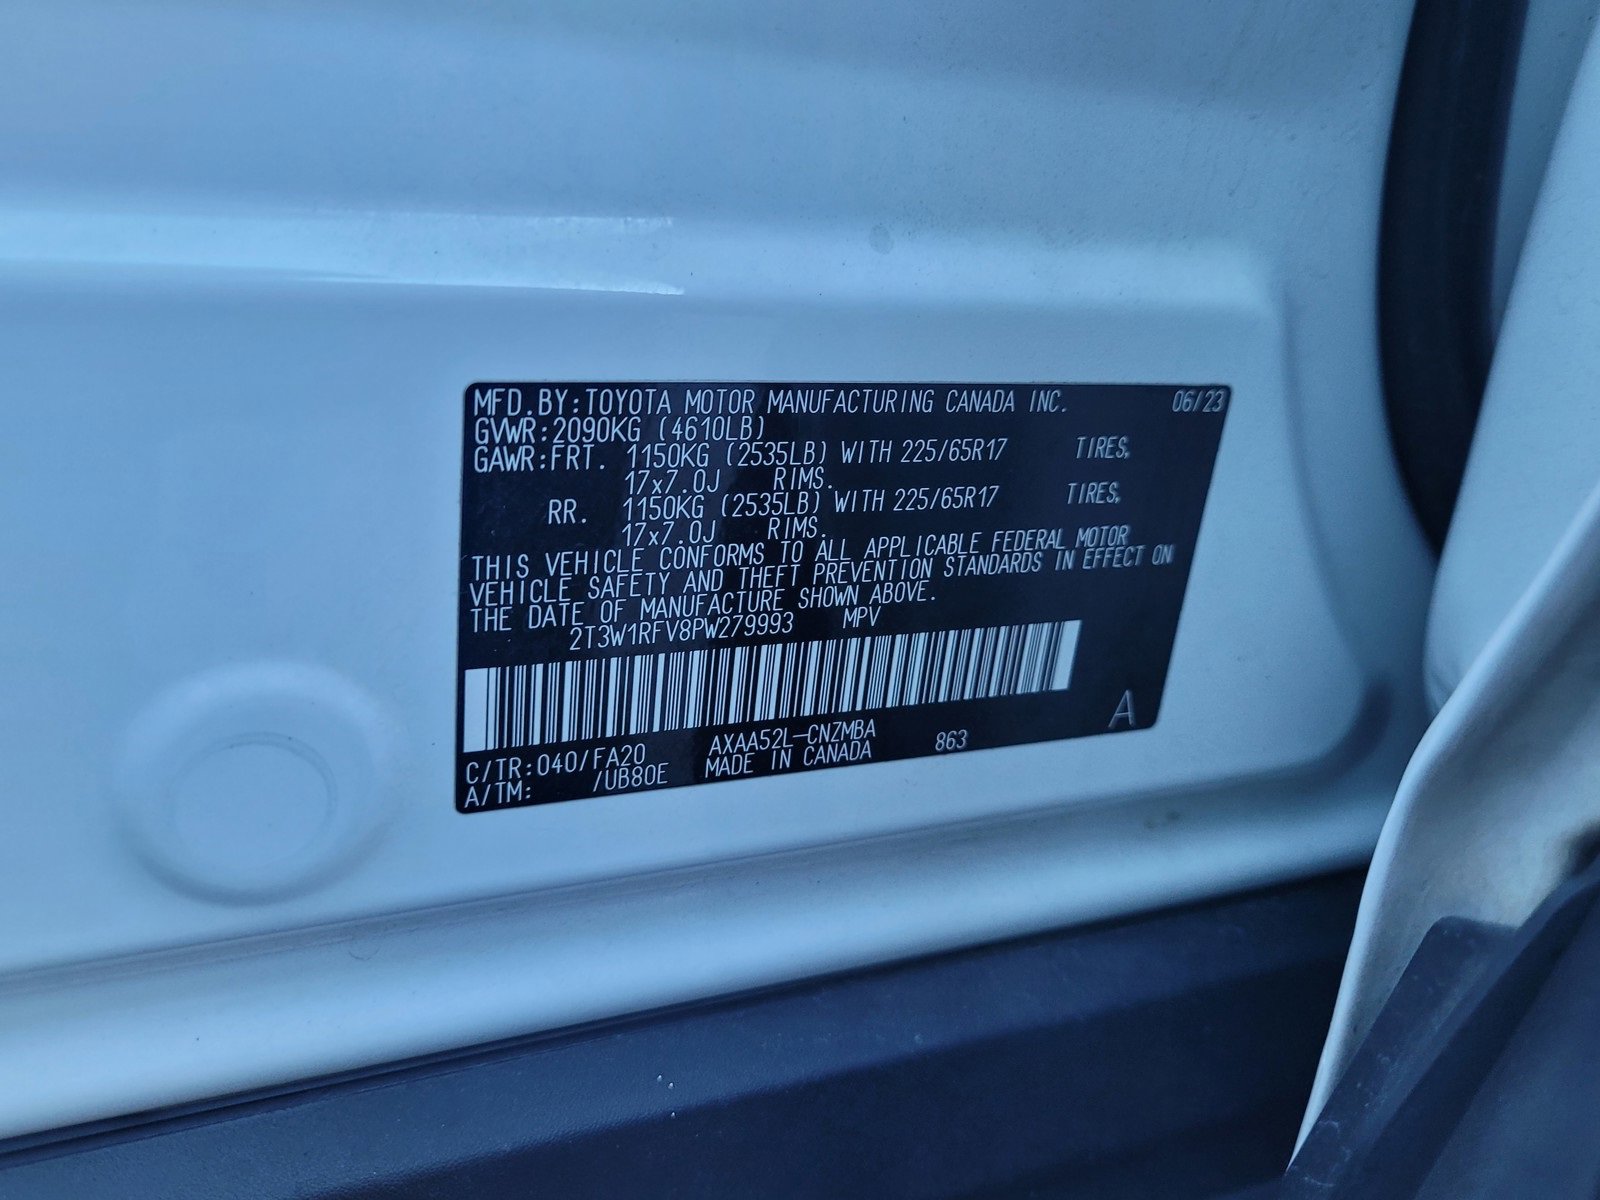 MFD.BY:TOYOTA MOTOR MANUFACTURING CANADA INC. 06/23
GVWR:2090KG (4610LB)
GAWR:FRT. 1150KG (2535LB) WITH 225/65R17 TIRES,
17x7.0J RIMS.
RR. 1150KG (2535LB) WITH 225/65R17 TIRES,
17x7.0J RIMS.
THIS VEHICLE CONFORMS TO ALL APPLICABLE FEDERAL MOTOR
VEHICLE SAFETY AND THEFT PREVENTION STANDARDS IN EFFECT ON
THE DATE OF MANUFACTURE SHOWN ABOVE.
2T3W1RFV8PW279993 MPV
A
C/TR:040/FA20 AXAA52L-CNZMBA 863
A/TM: /UB80E MADE IN CANADA